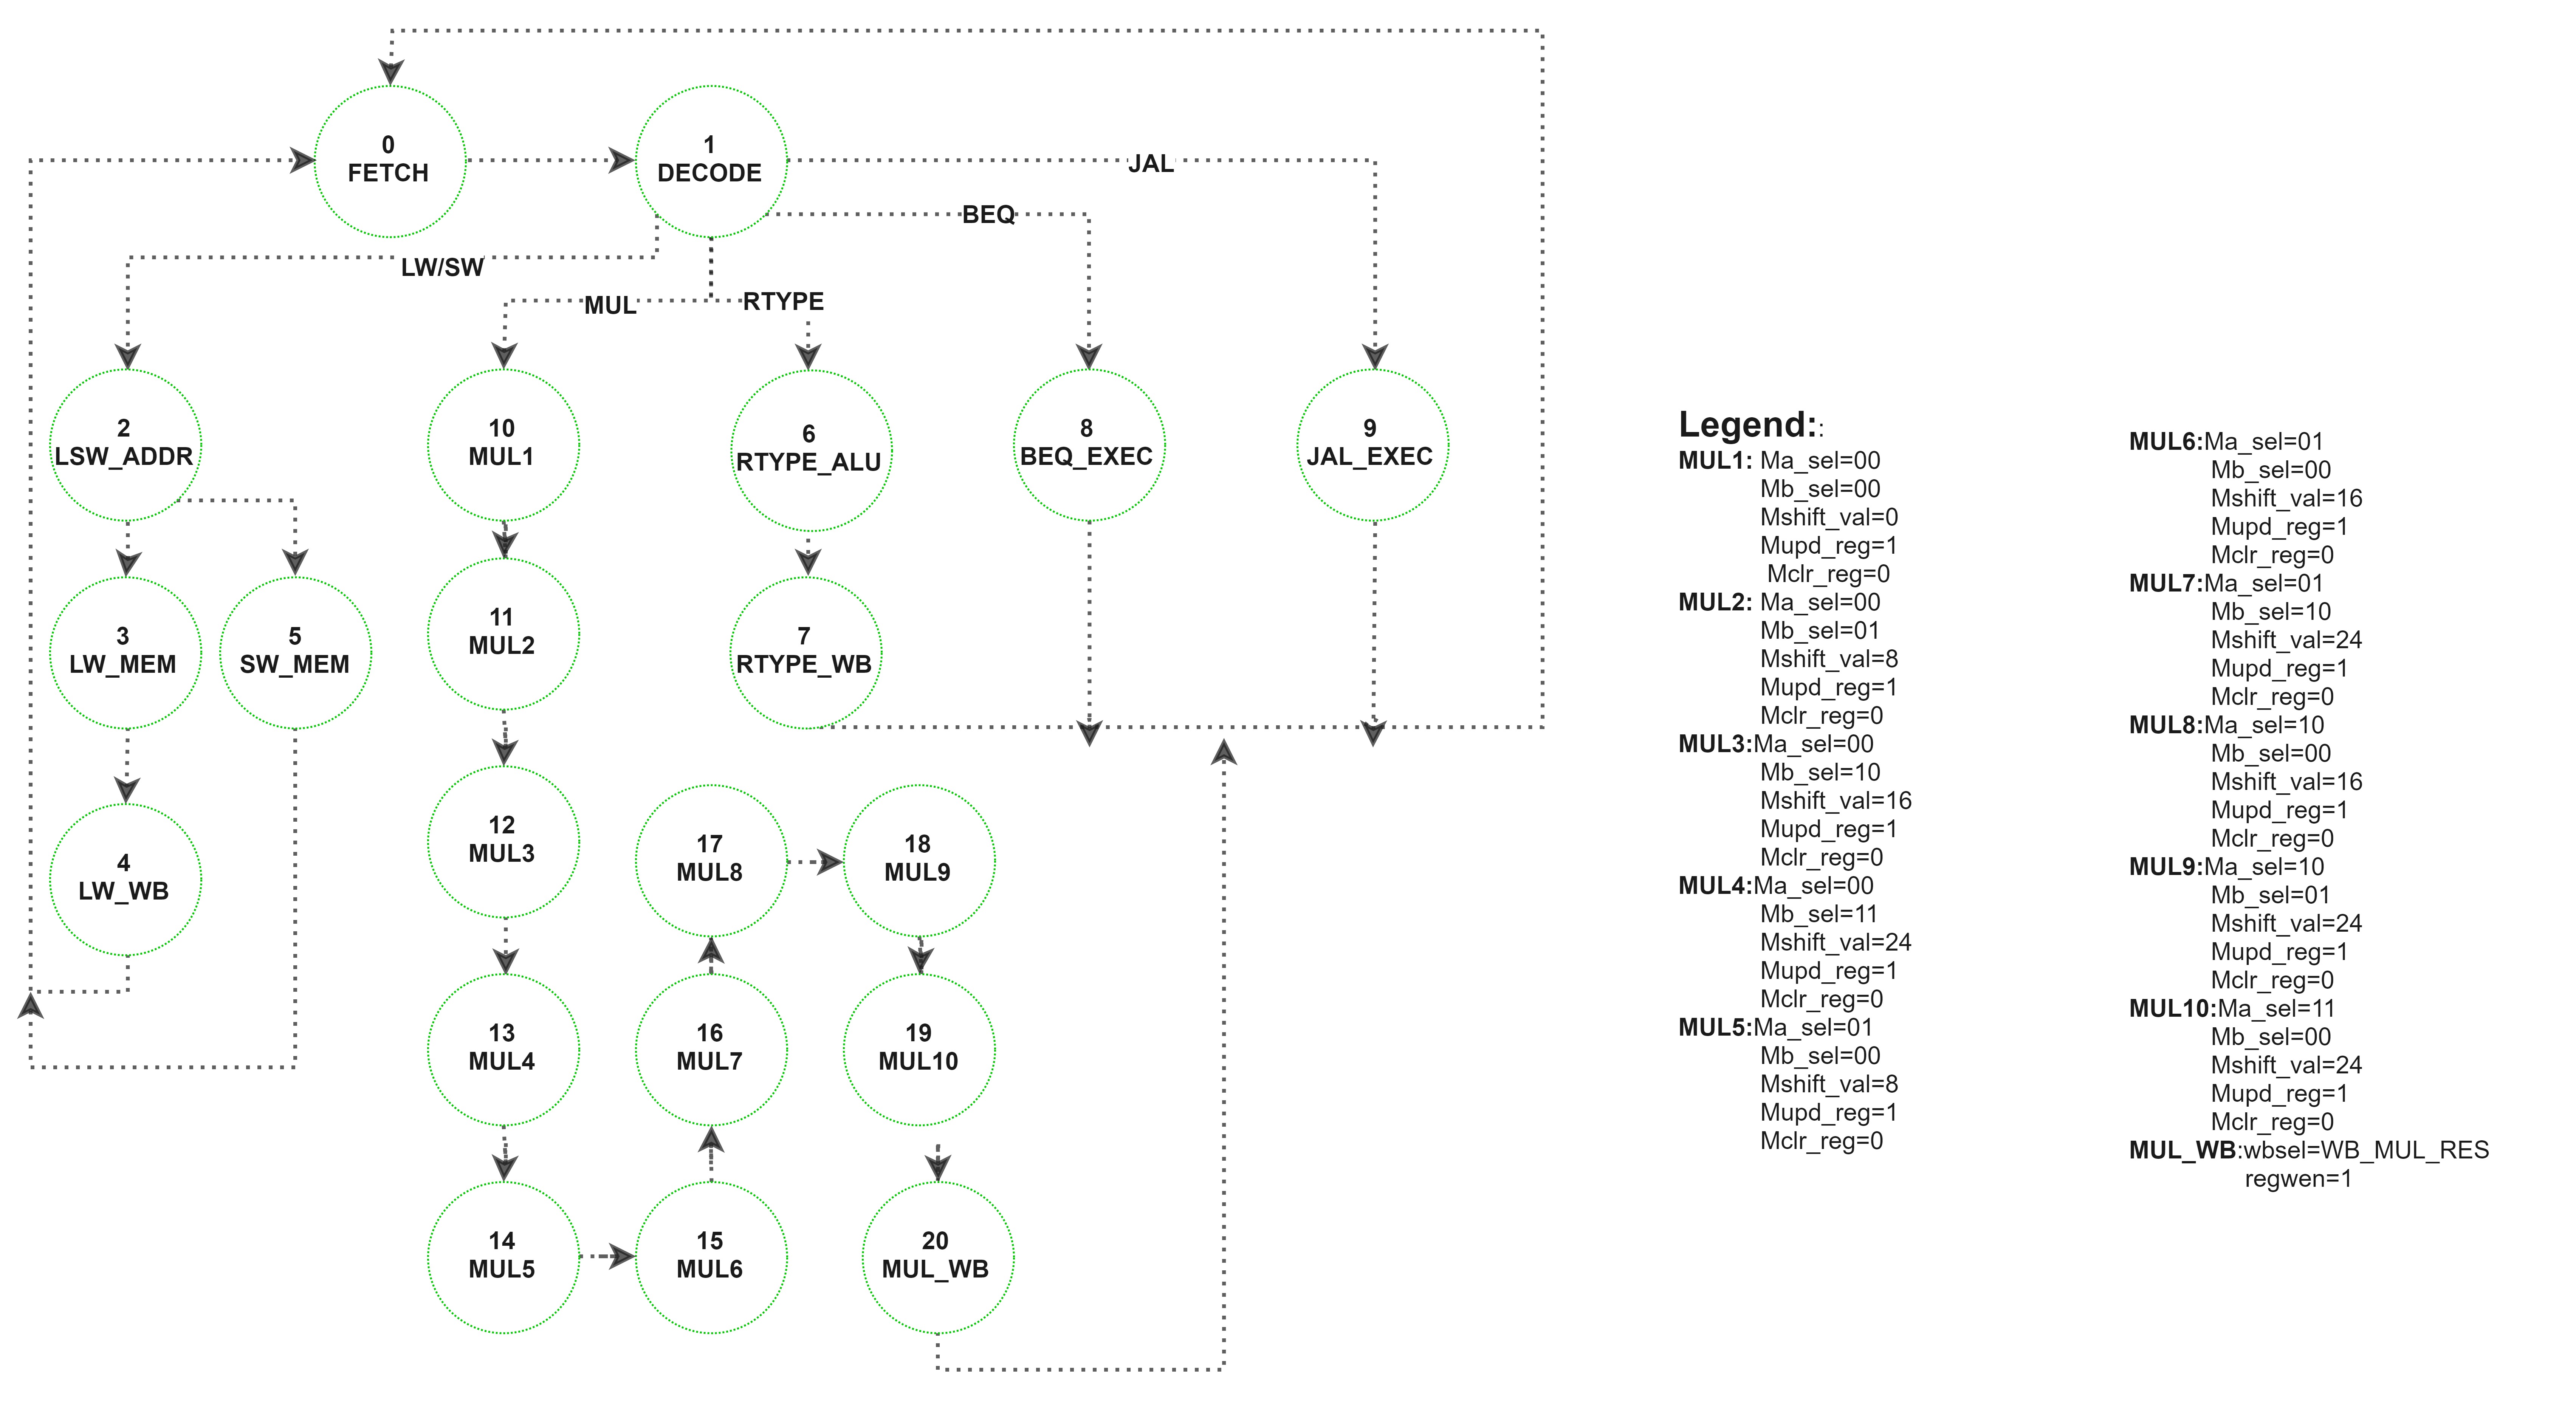 0
FETCH
1
DECODE
JAL
BEQ
LW/SW
MUL
RTYPE
2
LSW_ADDR
10
MUL1
6
RTYPE_ALU
8
BEQ_EXEC
9
JAL_EXEC
3
LW_MEM
5
SW_MEM
11
MUL2
7
RTYPE_WB
4
LW_WB
12
MUL3
17
MUL8
18
MUL9
13
MUL4
16
MUL7
19
MUL10
14
MUL5
15
MUL6
20
MUL_WB
Legend::
MUL1: Ma_sel=00
Mb_sel=00
Mshift_val=0
Mupd_reg=1
Mclr_reg=0
MUL2: Ma_sel=00
Mb_sel=01
Mshift_val=8
Mupd_reg=1
Mclr_reg=0
MUL3:Ma_sel=00
Mb_sel=10
Mshift_val=16
Mupd_reg=1
Mclr_reg=0
MUL4:Ma_sel=00
Mb_sel=11
Mshift_val=24
Mupd_reg=1
Mclr_reg=0
MUL5:Ma_sel=01
Mb_sel=00
Mshift_val=8
Mupd_reg=1
Mclr_reg=0
MUL6:Ma_sel=01
Mb_sel=00
Mshift_val=16
Mupd_reg=1
Mclr_reg=0
MUL7:Ma_sel=01
Mb_sel=10
Mshift_val=24
Mupd_reg=1
Mclr_reg=0
MUL8:Ma_sel=10
Mb_sel=00
Mshift_val=16
Mupd_reg=1
Mclr_reg=0
MUL9:Ma_sel=10
Mb_sel=01
Mshift_val=24
Mupd_reg=1
Mclr_reg=0
MUL10:Ma_sel=11
Mb_sel=00
Mshift_val=24
Mupd_reg=1
Mclr_reg=0
MUL_WB:wbsel=WB_MUL_RES
regwen=1